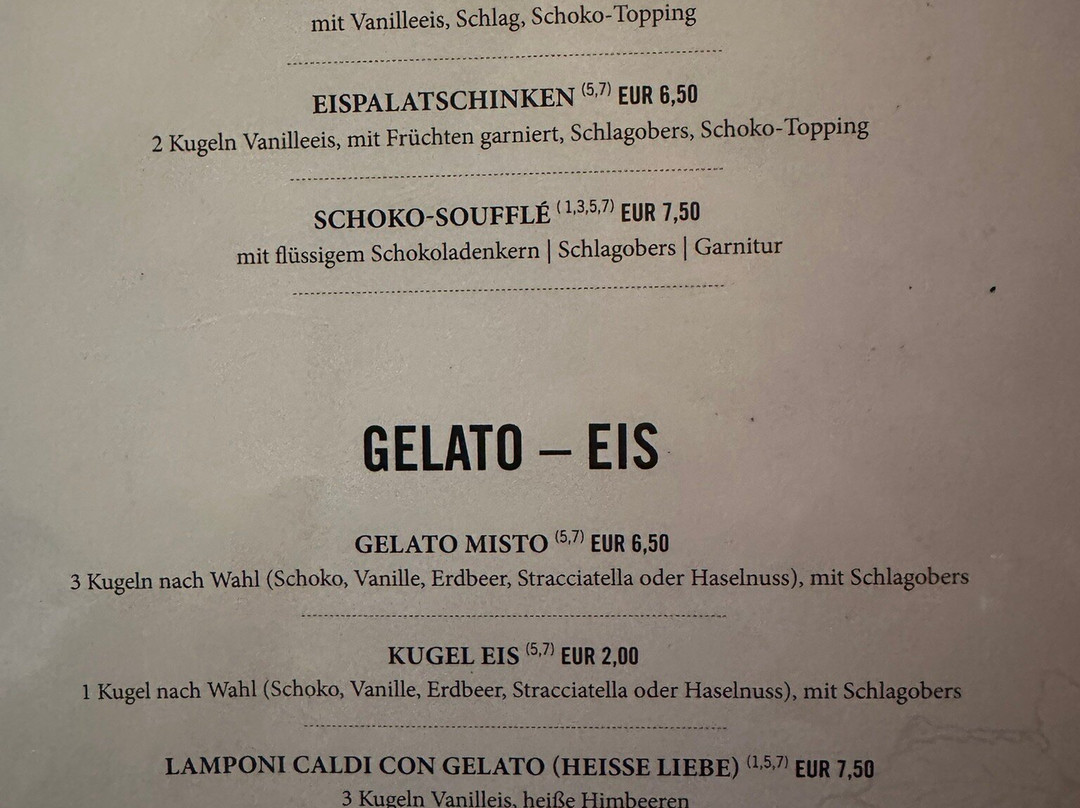 mit Vanilleeis, Schlag, Schoko-Topping
EISPALATSCHINKEN (5,7) EUR 6,50
2 Kugeln Vanilleeis, mit Früchten garniert, Schlagobers, Schoko-Topping
SCHOKO-SOUFFLÉ (1,3,5,7) EUR 7,50
mit flüssigem Schokoladenkern | Schlagobers | Garnitur
GELATO – EIS
GELATO MISTO (5,7) EUR 6,50
3 Kugeln nach Wahl (Schoko, Vanille, Erdbeer, Stracciatella oder Haselnuss), mit Schlagobers
KUGEL EIS (5,7) EUR 2,00
1 Kugel nach Wahl (Schoko, Vanille, Erdbeer, Stracciatella oder Haselnuss), mit Schlagobers
LAMPONI CALDI CON GELATO (HEISSE LIEBE) (1,5,7) EUR 7,50
3 Kugeln Vanilleis, heiße Himbeeren